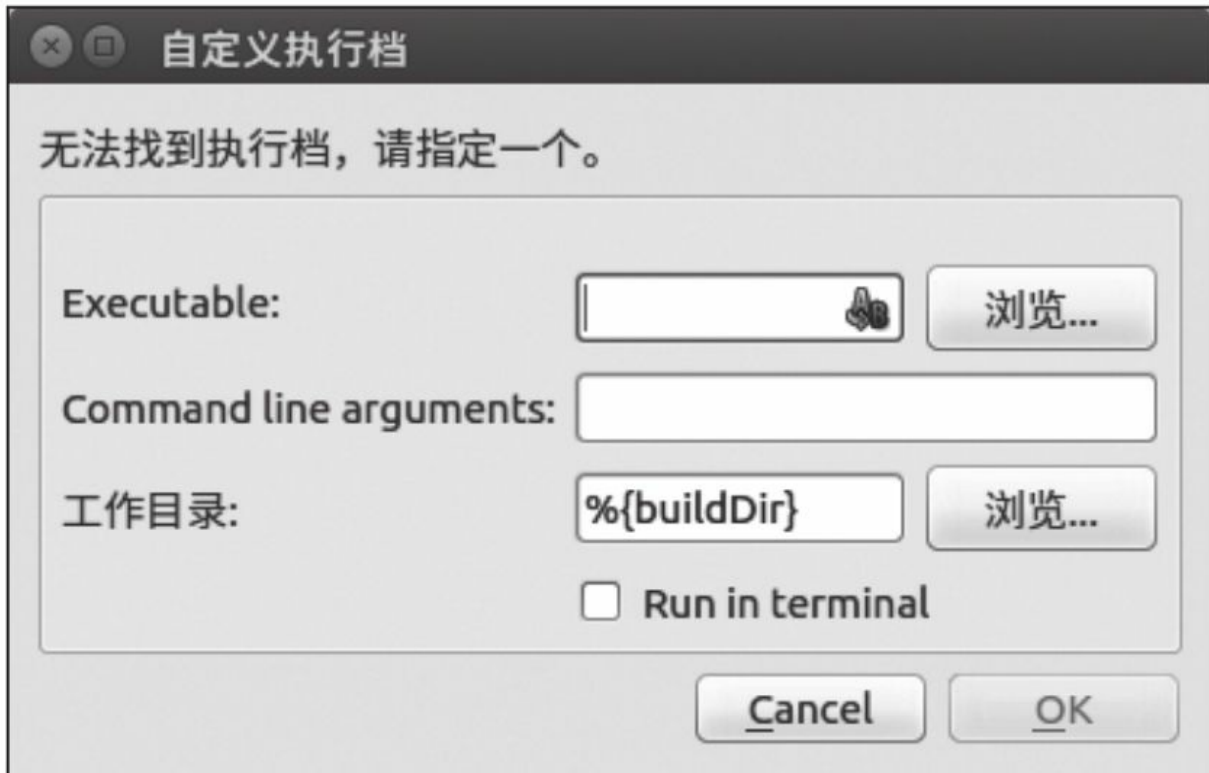 自定义执行档
无法找到执行档，请指定一个。
Executable: 浏览...
Command line arguments:
工作目录: %{buildDir} 浏览...
Run in terminal
Cancel OK